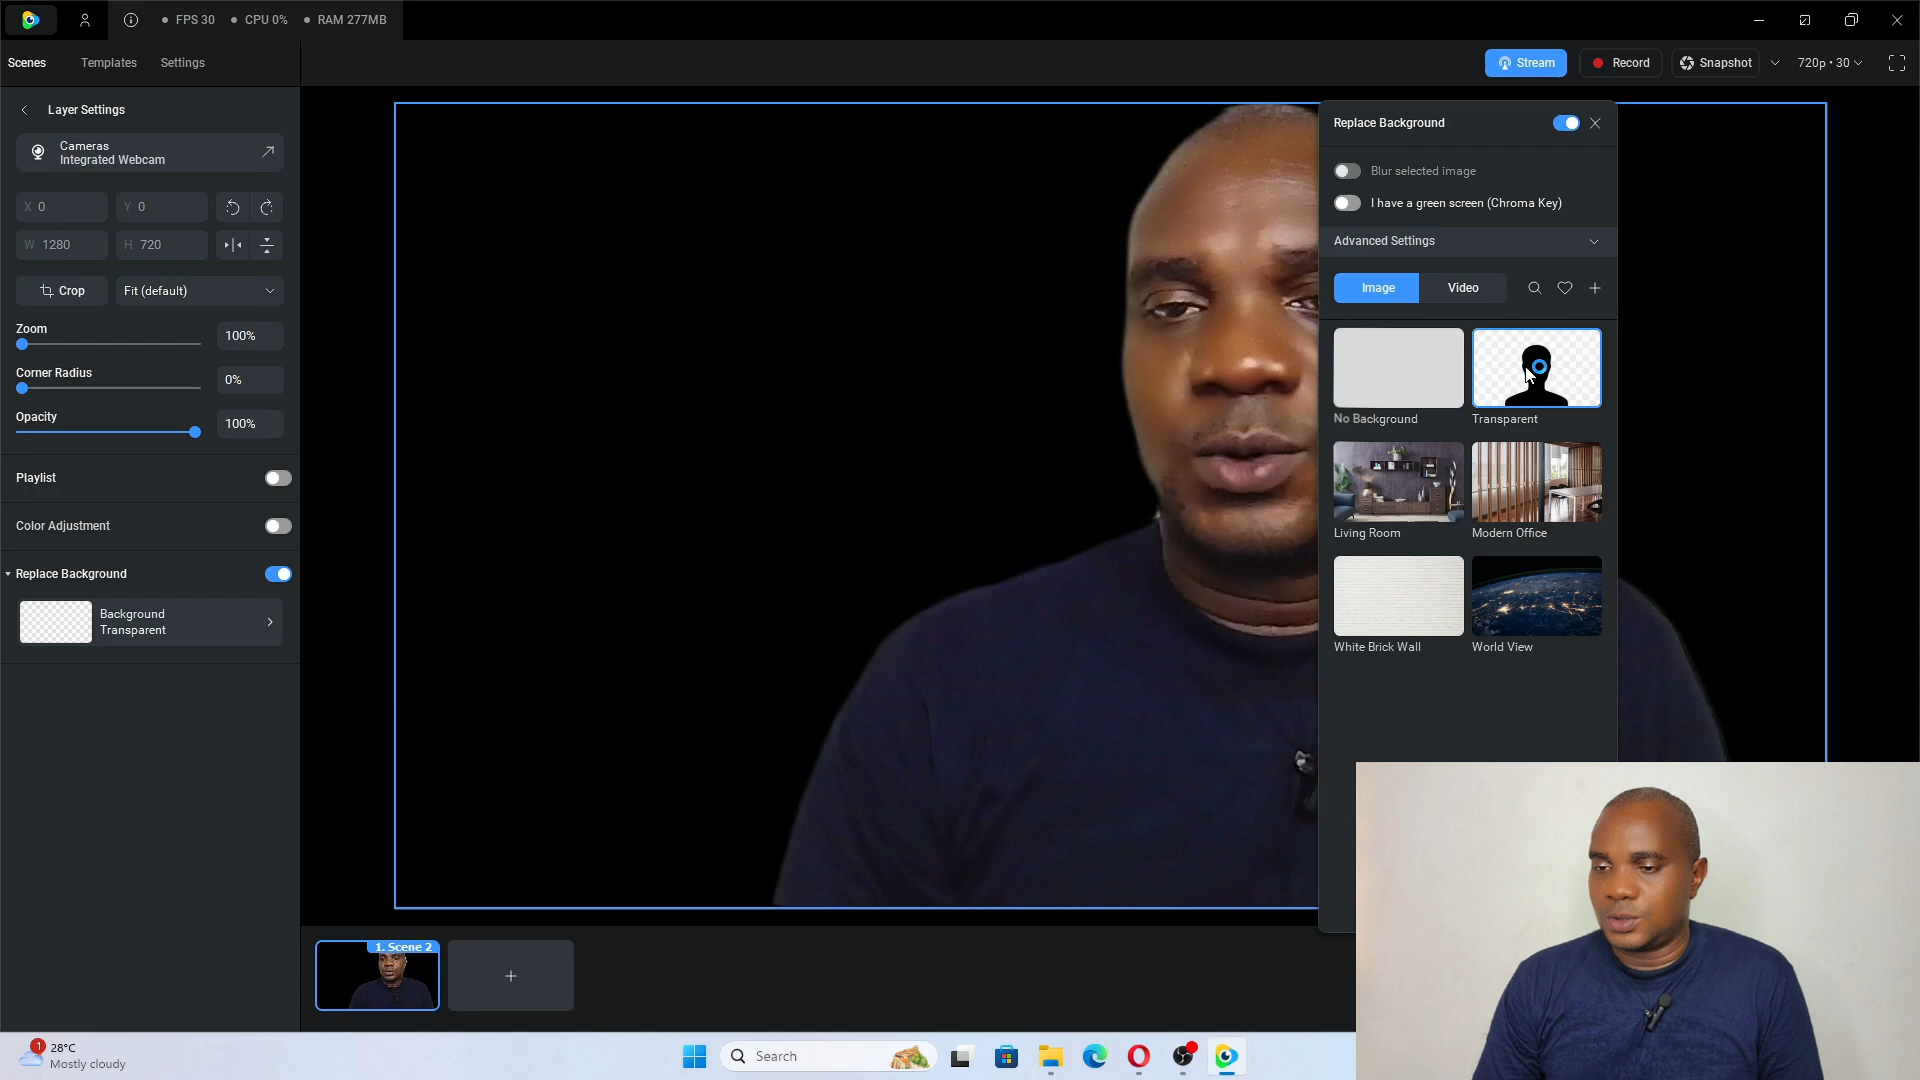 FPS 30 CPU 0% RAM 277MB
Scenes Templates Settings
Stream Record Snapshot 720p • 30
Layer Settings
Cameras
Integrated Webcam
X 0 Y 0
W 1280 H 720
Crop Fit (default)
Zoom
100%
Corner Radius
0%
Opacity
100%
Playlist
Color Adjustment
Replace Background
Background
Transparent
Replace Background
Blur selected image
I have a green screen (Chroma Key)
Advanced Settings
Image Video
No Background Transparent
Living Room Modern Office
White Brick Wall World View
1. Scene 2
1
28°C
Mostly cloudy
Search